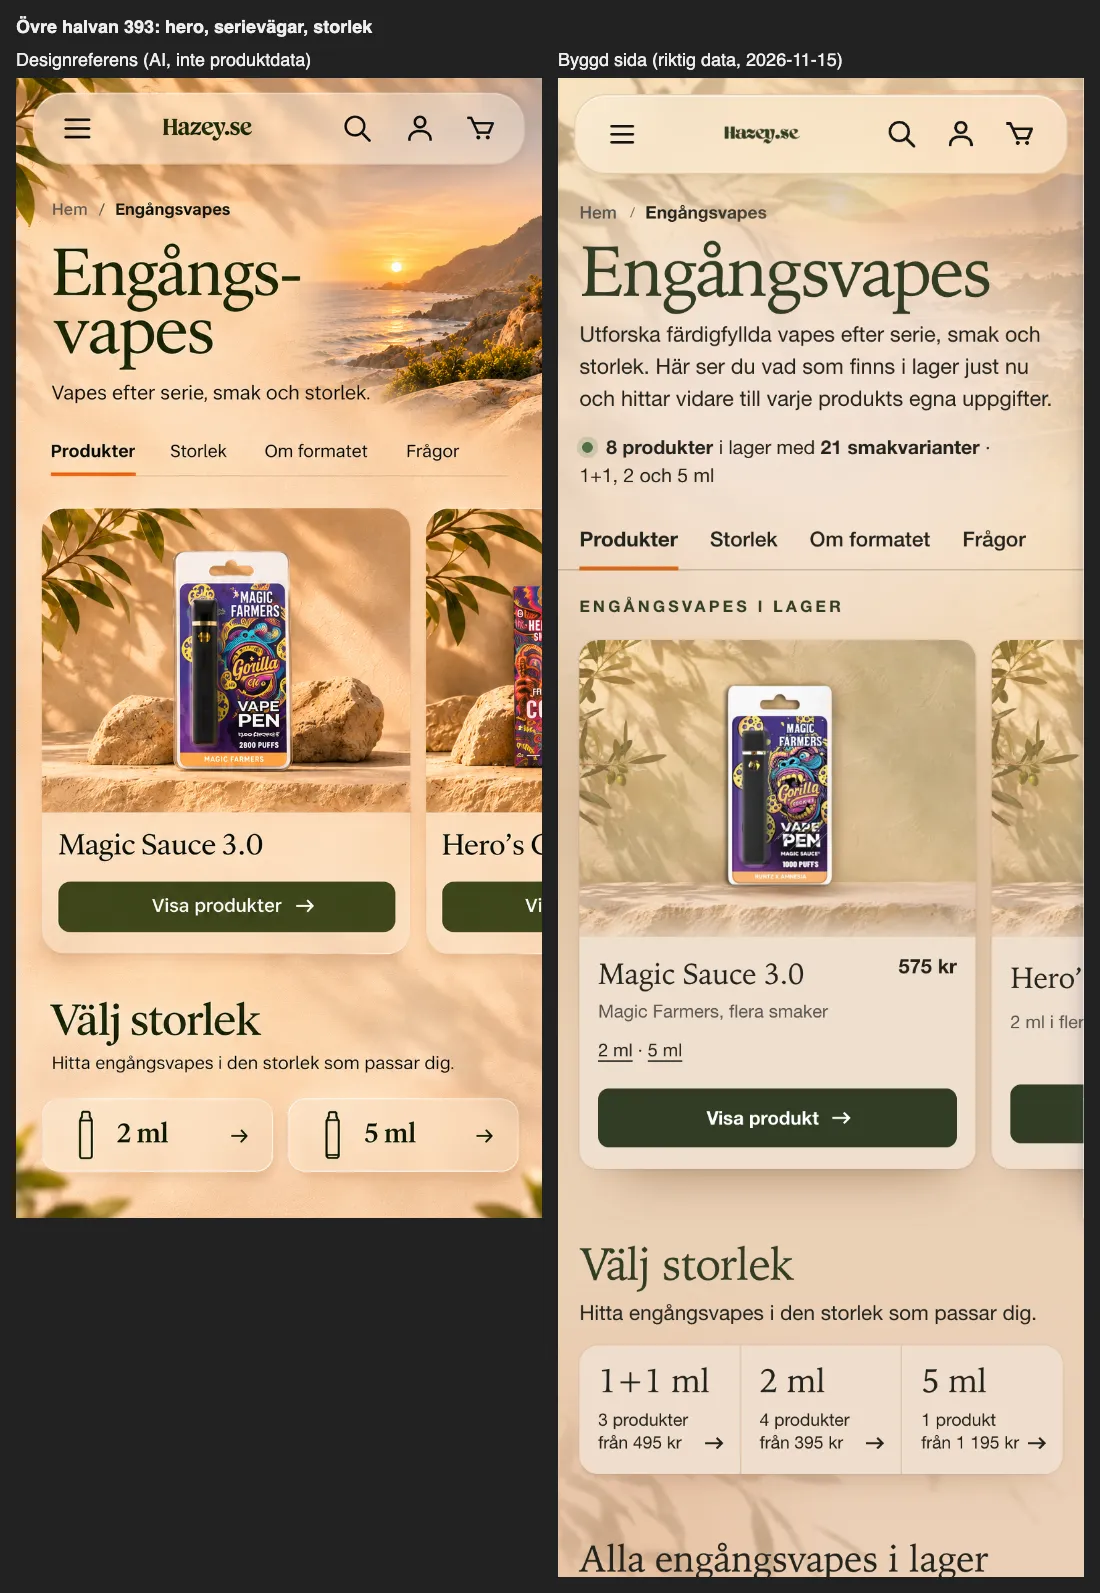 Övre halvan 393: hero, serievägar, storlek
Designreferens (AI, inte produktdata)
Hazey.se
Hem / Engångsvapes
Engångs-
vapes
Vapes efter serie, smak och storlek.
Produkter Storlek Om formatet Frågor
MAGIC
FARMERS
Gorilla
VAPE
PEN
2800 PUFFS
MAGIC FARMERS
Magic Sauce 3.0
Hero's C
Visa produkter →
Vi
Välj storlek
Hitta engångsvapes i den storlek som passar dig.
2 ml →
5 ml →
Byggd sida (riktig data, 2026-11-15)
Hazey.se
Hem / Engångsvapes
Engångsvapes
Utforska färdigfyllda vapes efter serie, smak och
storlek. Här ser du vad som finns i lager just nu
och hittar vidare till varje produkts egna uppgifter.
8 produkter i lager med 21 smakvarianter ·
1+1, 2 och 5 ml
Produkter Storlek Om formatet Frågor
ENGÅNGSVAPES I LAGER
MAGIC
FARMERS
Gorilla
VAPE
PEN
MAGIC SAUCE
1000 PUFFS
Magic Sauce 3.0 575 kr
Magic Farmers, flera smaker
2 ml · 5 ml
Visa produkt →
Hero'
2 ml i fler
Välj storlek
Hitta engångsvapes i den storlek som passar dig.
1+1 ml
3 produkter
från 495 kr →
2 ml
4 produkter
från 395 kr →
5 ml
1 produkt
från 1 195 kr →
Alla engångsvapes i lager